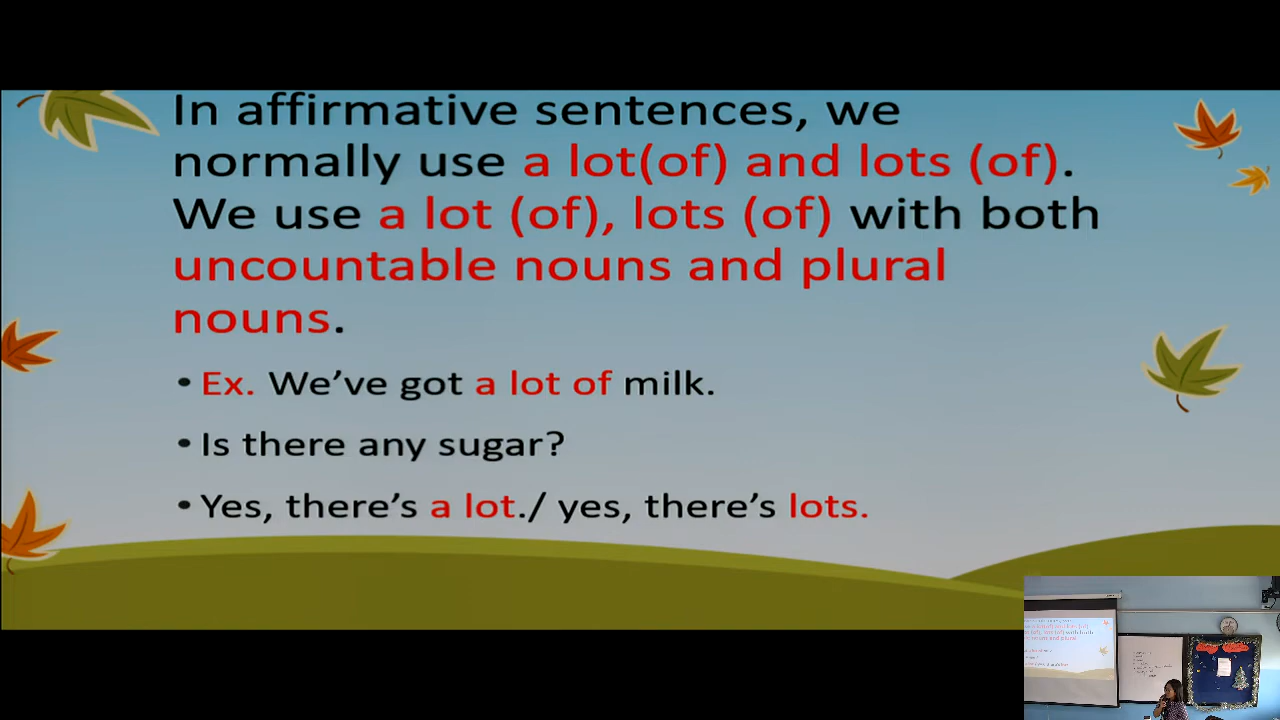 In affirmative sentences, we
normally use a lot(of) and lots (of).
We use a lot (of), lots (of) with both
uncountable nouns and plural
nouns.
• Ex. We’ve got a lot of milk.
• Is there any sugar?
• Yes, there’s a lot./ yes, there’s lots.